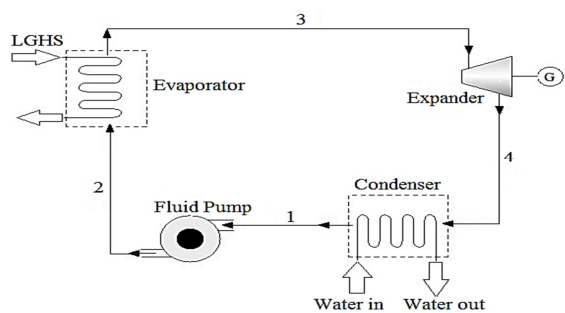 3
LGHS
Evaporator
G
Expander
4
2
Condenser
Fluid Pump
1
Water in
Water out